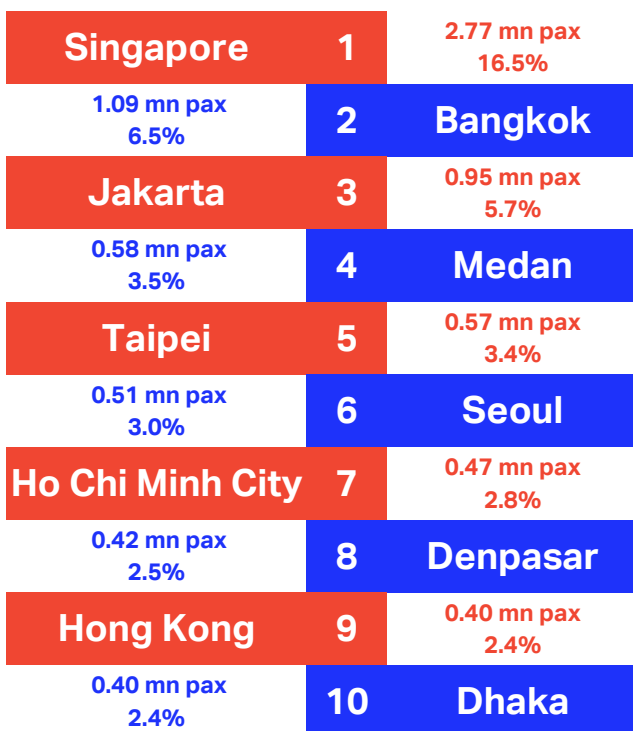 Singapore 1 2.77 mn pax
16.5%
1.09 mn pax 2 Bangkok
6.5%
Jakarta 3 0.95 mn pax
5.7%
0.58 mn pax 4 Medan
3.5%
Taipei 5 0.57 mn pax
3.4%
0.51 mn pax 6 Seoul
3.0%
Ho Chi Minh City 7 0.47 mn pax
2.8%
0.42 mn pax 8 Denpasar
2.5%
Hong Kong 9 0.40 mn pax
2.4%
0.40 mn pax 10 Dhaka
2.4%